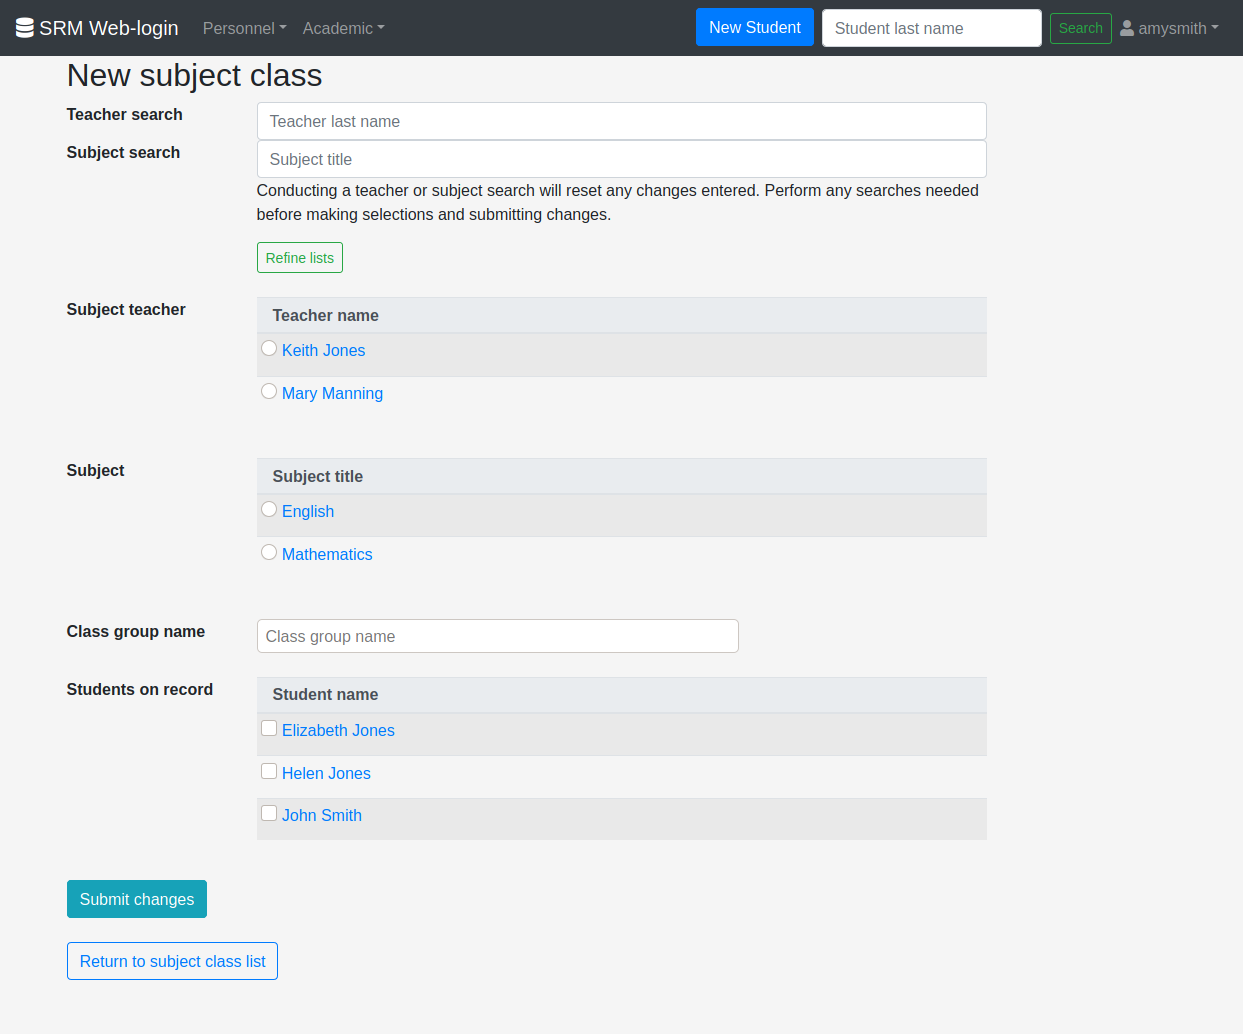 SRM Web-login Personnel Academic New Student Student last name Search amysmith
New subject class
Teacher search Teacher last name
Subject search Subject title
Conducting a teacher or subject search will reset any changes entered. Perform any searches needed
before making selections and submitting changes.
Refine lists
Subject teacher Teacher name
Keith Jones
Mary Manning
Subject Subject title
English
Mathematics
Class group name Class group name
Students on record Student name
Elizabeth Jones
Helen Jones
John Smith
Submit changes
Return to subject class list